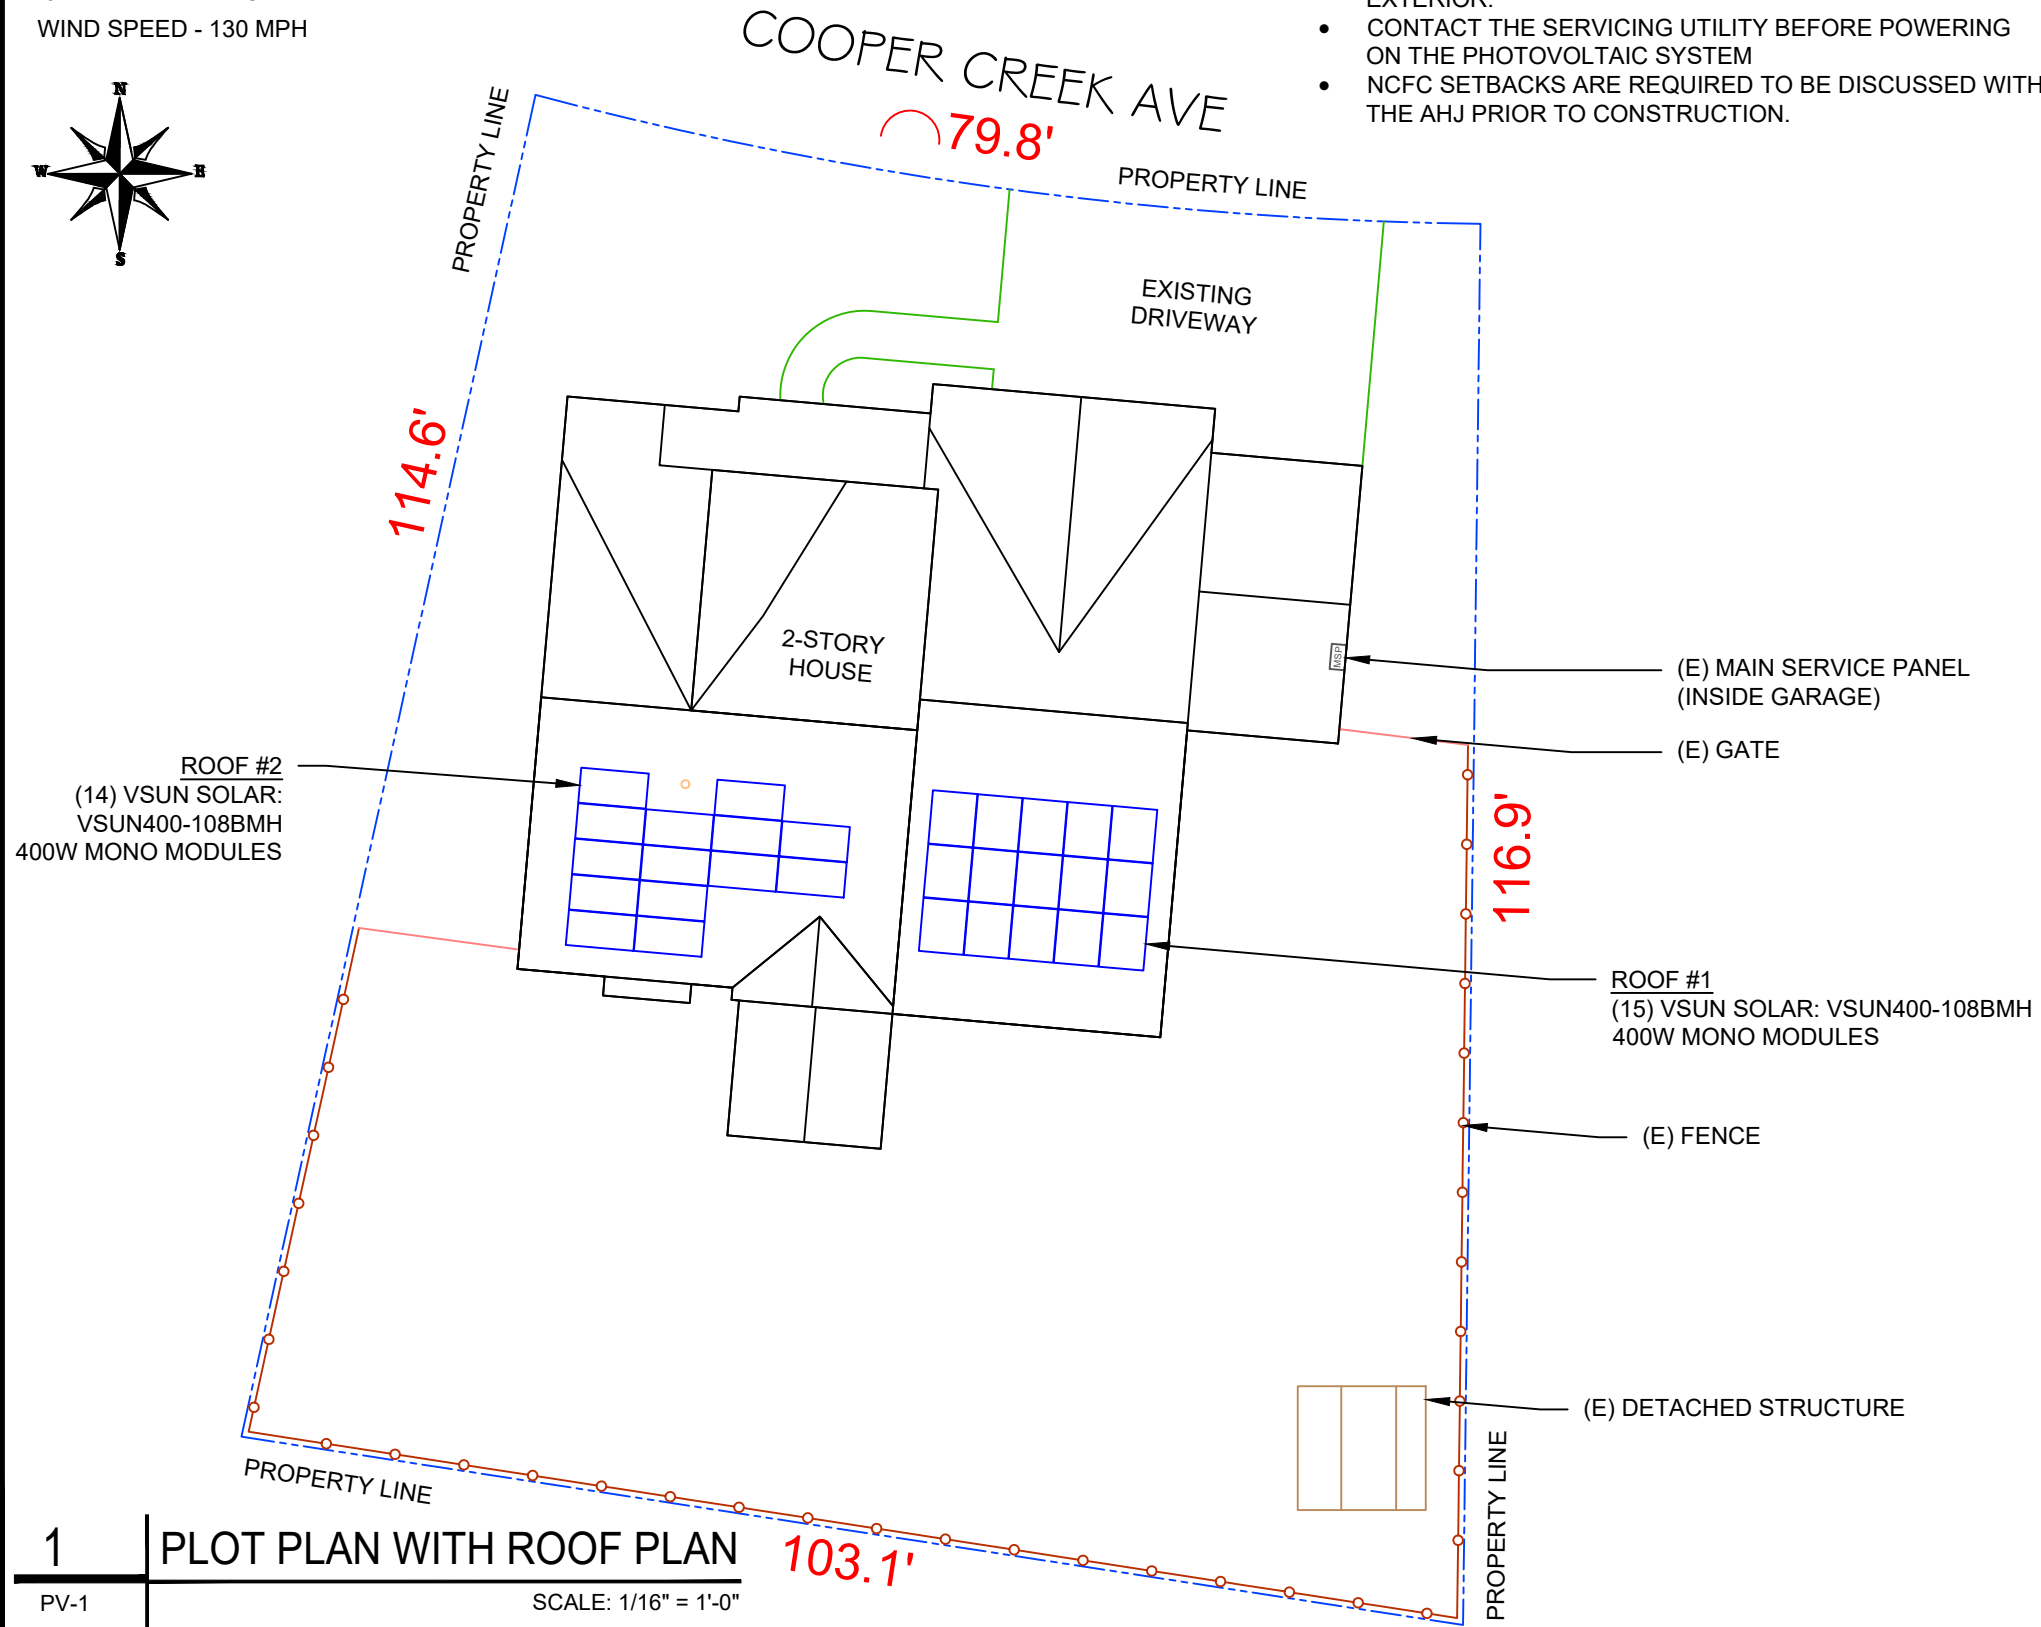 WIND SPEED - 130 MPH
EXTERIOR.
• CONTACT THE SERVICING UTILITY BEFORE POWERING
ON THE PHOTOVOLTAIC SYSTEM
• NCFC SETBACKS ARE REQUIRED TO BE DISCUSSED WITH
THE AHJ PRIOR TO CONSTRUCTION.
N
W
E
S
COOPER CREEK AVE
79.8'
PROPERTY LINE
PROPERTY LINE
EXISTING
DRIVEWAY
114.6'
2-STORY
HOUSE
MSP
(E) MAIN SERVICE PANEL
(INSIDE GARAGE)
(E) GATE
ROOF #2
(14) VSUN SOLAR:
VSUN400-108BMH
400W MONO MODULES
116.9'
ROOF #1
(15) VSUN SOLAR: VSUN400-108BMH
400W MONO MODULES
(E) FENCE
(E) DETACHED STRUCTURE
PROPERTY LINE
PROPERTY LINE
103.1'
1
PLOT PLAN WITH ROOF PLAN
PV-1
SCALE: 1/16" = 1'-0"